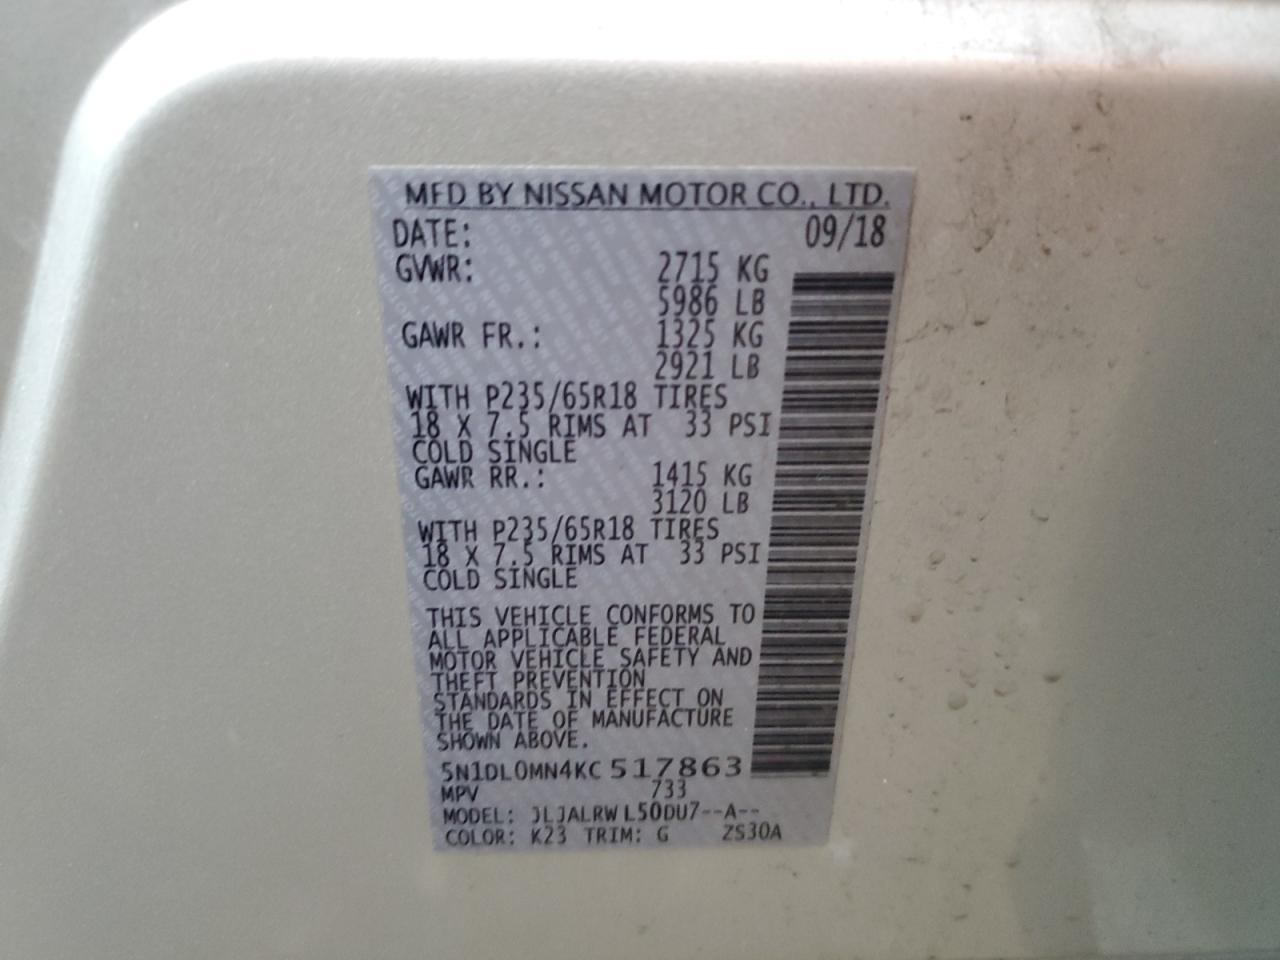 MFD BY NISSAN MOTOR CO., LTD.
DATE: 09/18
GVWR: 2715 KG
5986 LB
GAWR FR.: 1325 KG
2921 LB
WITH P235/65R18 TIRES
18 X 7.5 RIMS AT 33 PSI
COLD SINGLE
GAWR RR.: 1415 KG
3120 LB
WITH P235/65R18 TIRES
18 X 7.5 RIMS AT 33 PSI
COLD SINGLE
THIS VEHICLE CONFORMS TO
ALL APPLICABLE FEDERAL
MOTOR VEHICLE SAFETY AND
THEFT PREVENTION
STANDARDS IN EFFECT ON
THE DATE OF MANUFACTURE
SHOWN ABOVE.
5N1DL0MN4KC517863
MPV 733
MODEL: JLJALRWL50DU7--A--
COLOR: K23 TRIM: G ZS30A